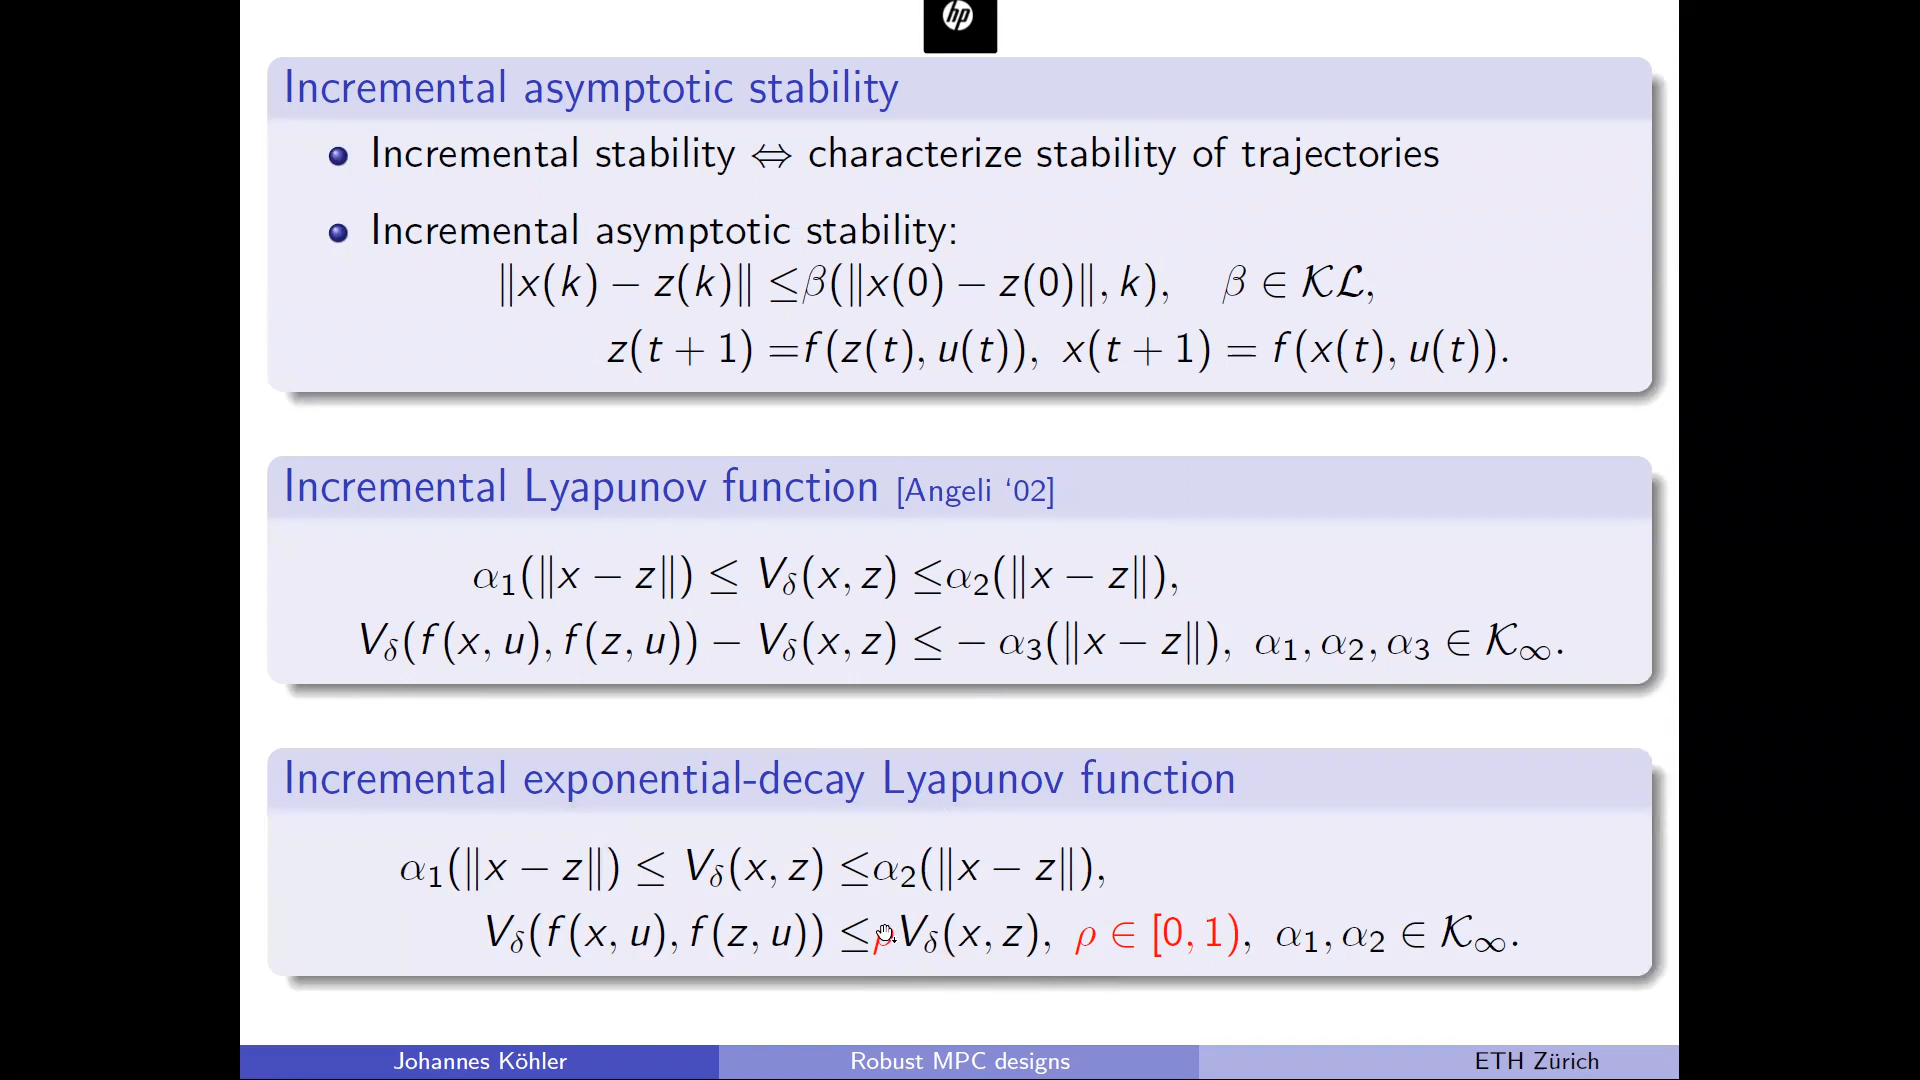 hp
Incremental asymptotic stability
Incremental stability ⇔ characterize stability of trajectories
Incremental asymptotic stability:
‖x(k) − z(k)‖ ≤β(‖x(0) − z(0)‖, k), β ∈ 𝒦ℒ,
z(t + 1) =f(z(t), u(t)), x(t + 1) = f(x(t), u(t)).
Incremental Lyapunov function [Angeli ‘02]
α₁(‖x − z‖) ≤ V_δ(x, z) ≤α₂(‖x − z‖),
V_δ(f(x, u), f(z, u)) − V_δ(x, z) ≤ − α₃(‖x − z‖), α₁, α₂, α₃ ∈ 𝒦_∞.
Incremental exponential-decay Lyapunov function
α₁(‖x − z‖) ≤ V_δ(x, z) ≤α₂(‖x − z‖),
V_δ(f(x, u), f(z, u)) ≤ρV_δ(x, z), ρ ∈ [0, 1), α₁, α₂ ∈ 𝒦_∞.
Johannes Köhler Robust MPC designs ETH Zürich